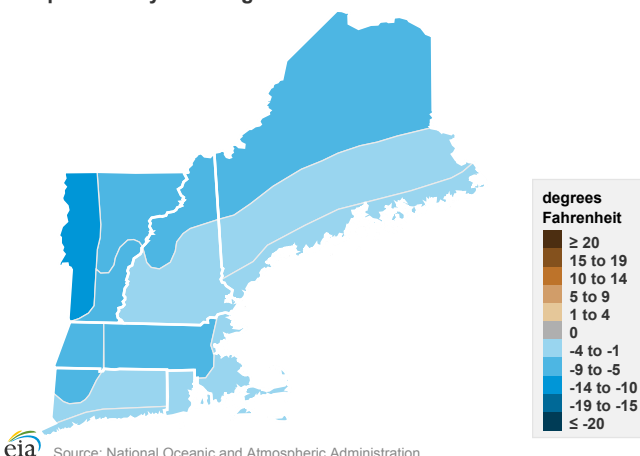 degrees
Fahrenheit
≥ 20
15 to 19
10 to 14
5 to 9
1 to 4
0
-4 to -1
-9 to -5
-14 to -10
-19 to -15
≤ -20
eia
Source: National Oceanic and Atmospheric Administration